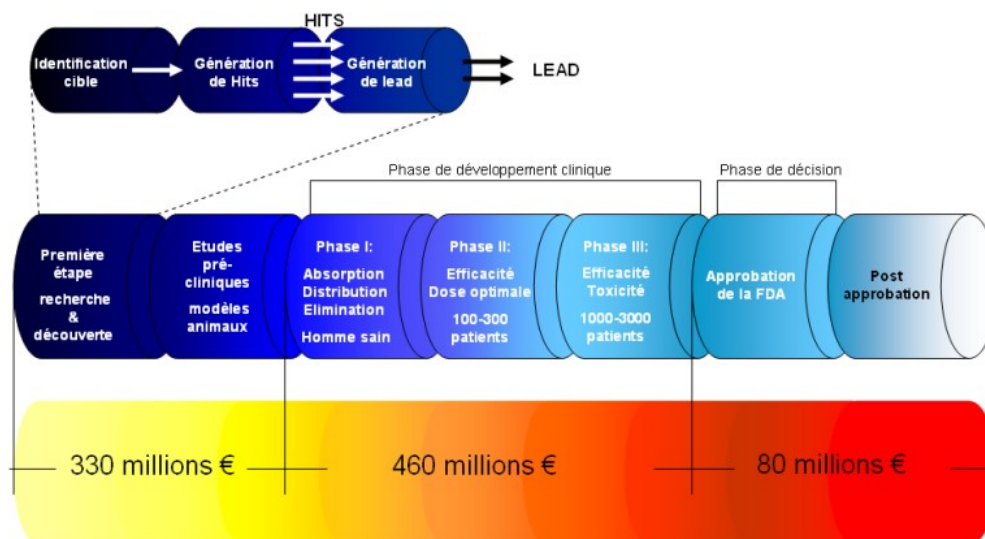 HITS
Identification
cible
Génération
de Hits
Génération
de lead
LEAD
Phase de développement clinique
Phase de décision
Première
étape
recherche
&
découverte
Etudes
pré-
cliniques
modèles
animaux
Phase I:
Absorption
Distribution
Elimination
Homme sain
Phase II:
Efficacité
Dose optimale
100-300
patients
Phase III:
Efficacité
Toxicité
1000-3000
patients
Approbation
de la FDA
Post
approbation
330 millions €
460 millions €
80 millions €